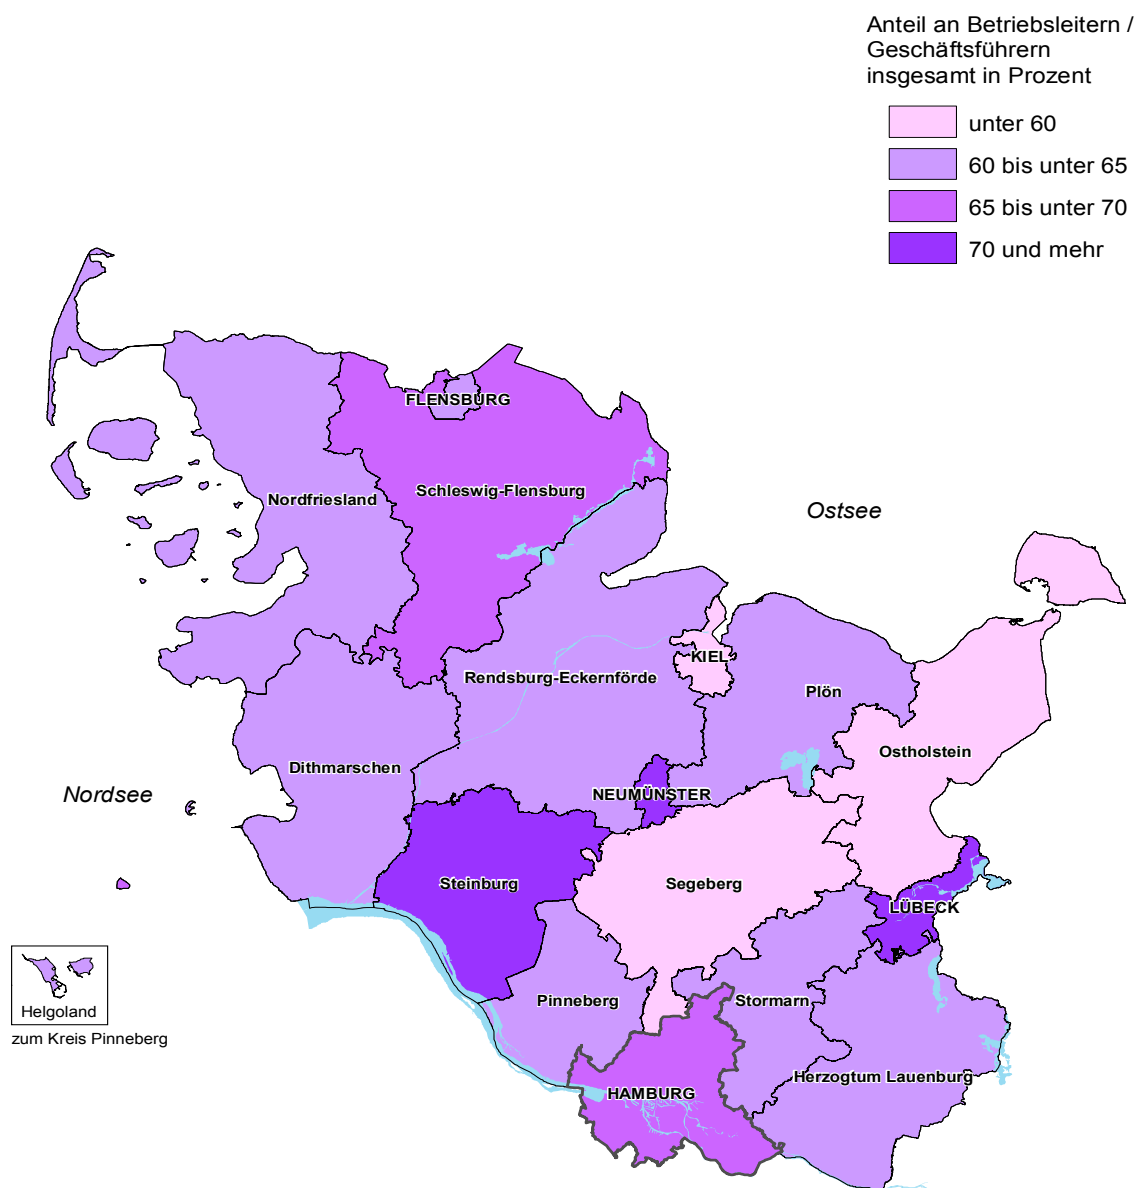 Anteil an Betriebsleitern /
Geschäftsführern
insgesamt in Prozent
unter 60
60 bis unter 65
65 bis unter 70
70 und mehr
FLENSBURG
Nordfriesland
Schleswig-Flensburg
Ostsee
KIEL
Rendsburg-Eckernförde
Plön
Ostholstein
Dithmarschen
Nordsee
NEUMÜNSTER
Steinburg
Segeberg
LÜBECK
Pinneberg
Stormarn
Helgoland
zum Kreis Pinneberg
Herzogtum Lauenburg
HAMBURG